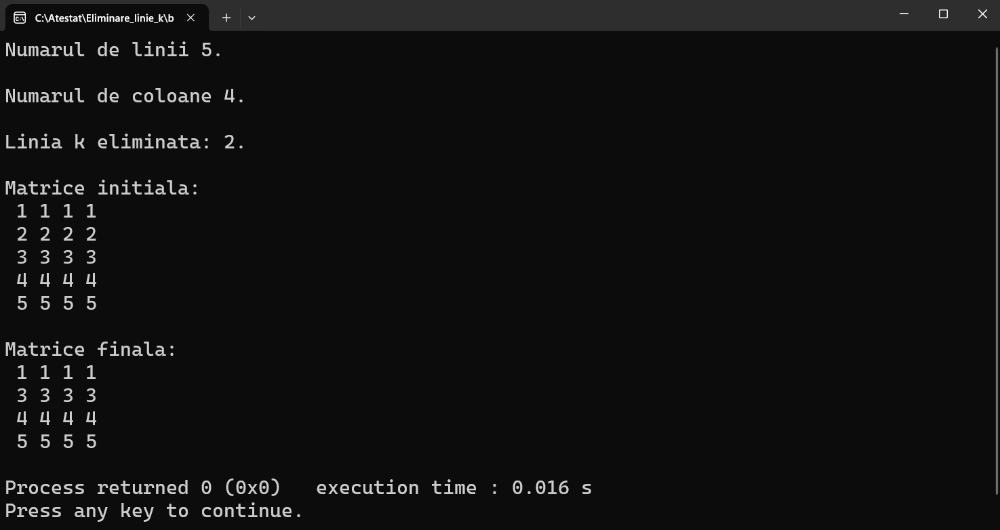 C:\Atestat\Eliminare_linie_k\b
Numarul de linii 5.
Numarul de coloane 4.
Linia k eliminata: 2.
Matrice initiala:
1 1 1 1
2 2 2 2
3 3 3 3
4 4 4 4
5 5 5 5
Matrice finala:
1 1 1 1
3 3 3 3
4 4 4 4
5 5 5 5
Process returned 0 (0x0)   execution time : 0.016 s
Press any key to continue.